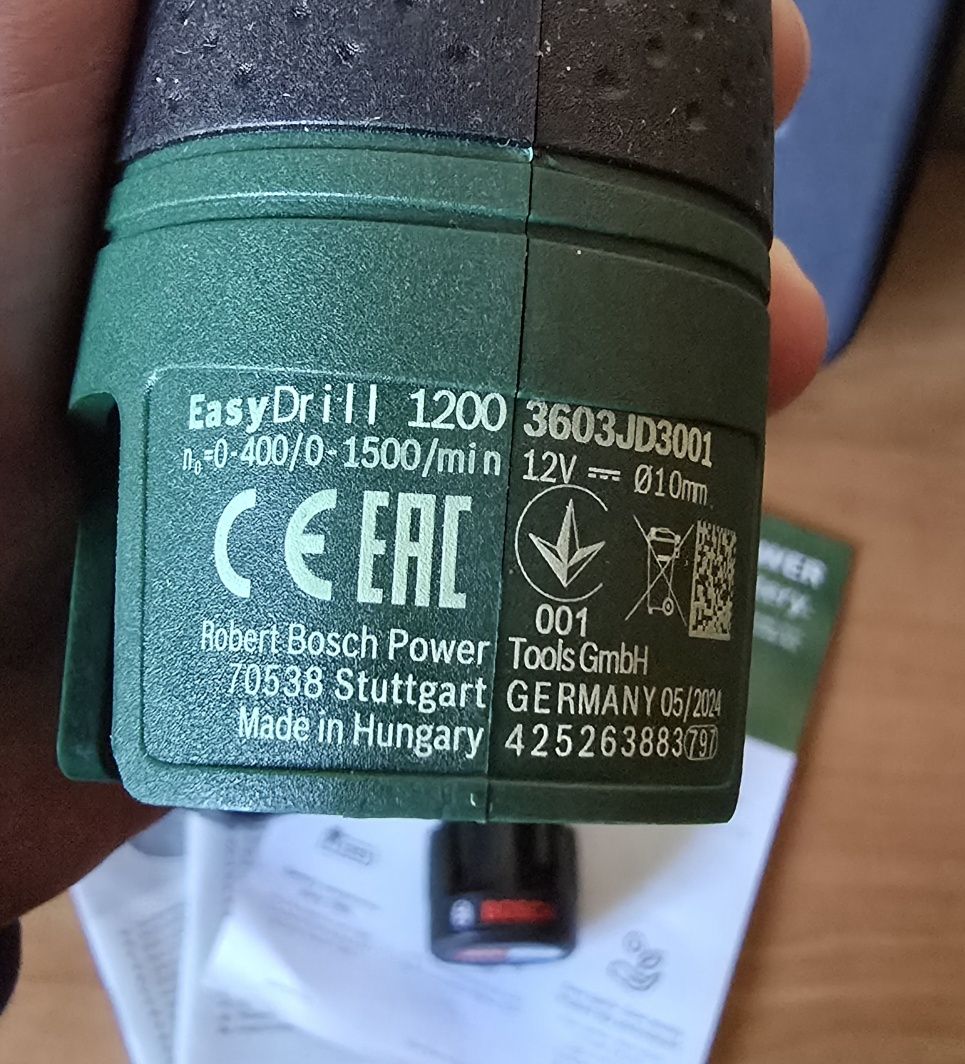 EasyDrill 1200 3603JD3001
n₀=0-400/0-1500/min 12V ⎓ Ø10mm
CE EAC
001
Robert Bosch Power Tools GmbH
70538 Stuttgart GERMANY 05/2024
Made in Hungary 425263883 797
BOSCH